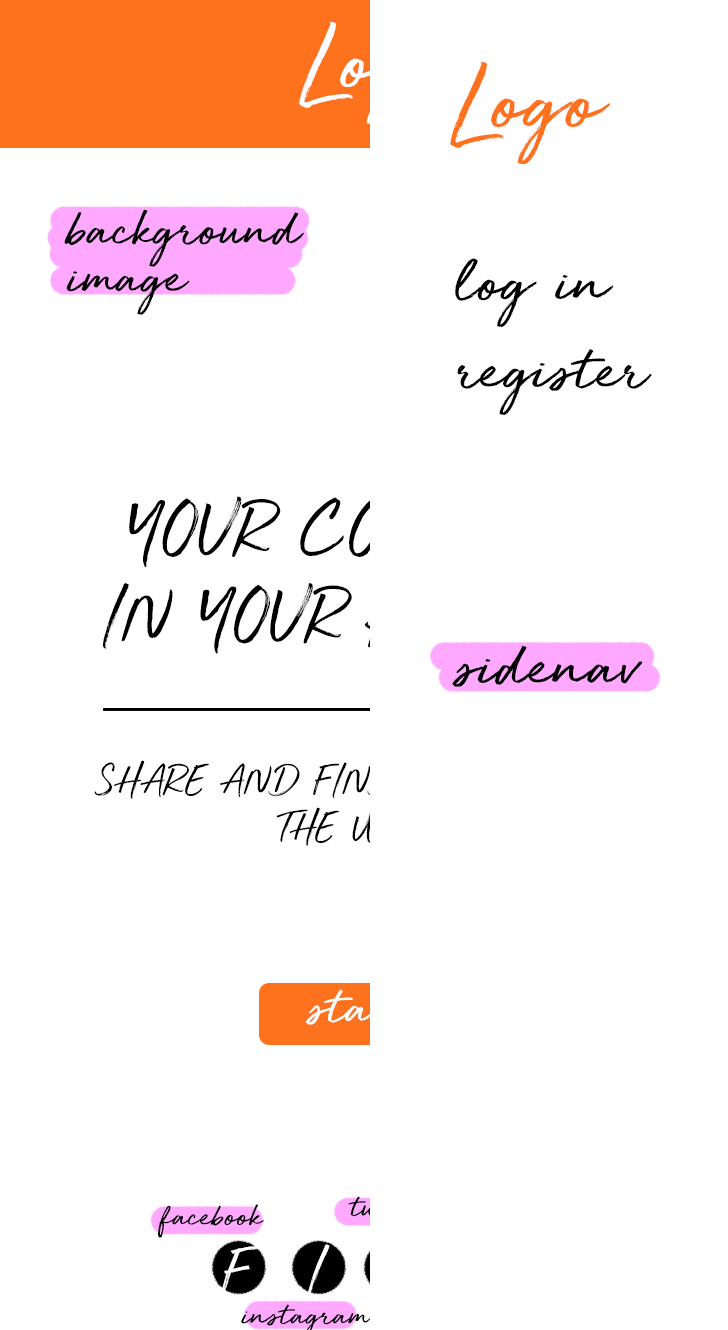 Lo
Logo
background
image
log in
register
YOUR CO
IN YOUR
sidenav
SHARE AND FIN
THE
sta
facebook
tw
F I
instagram